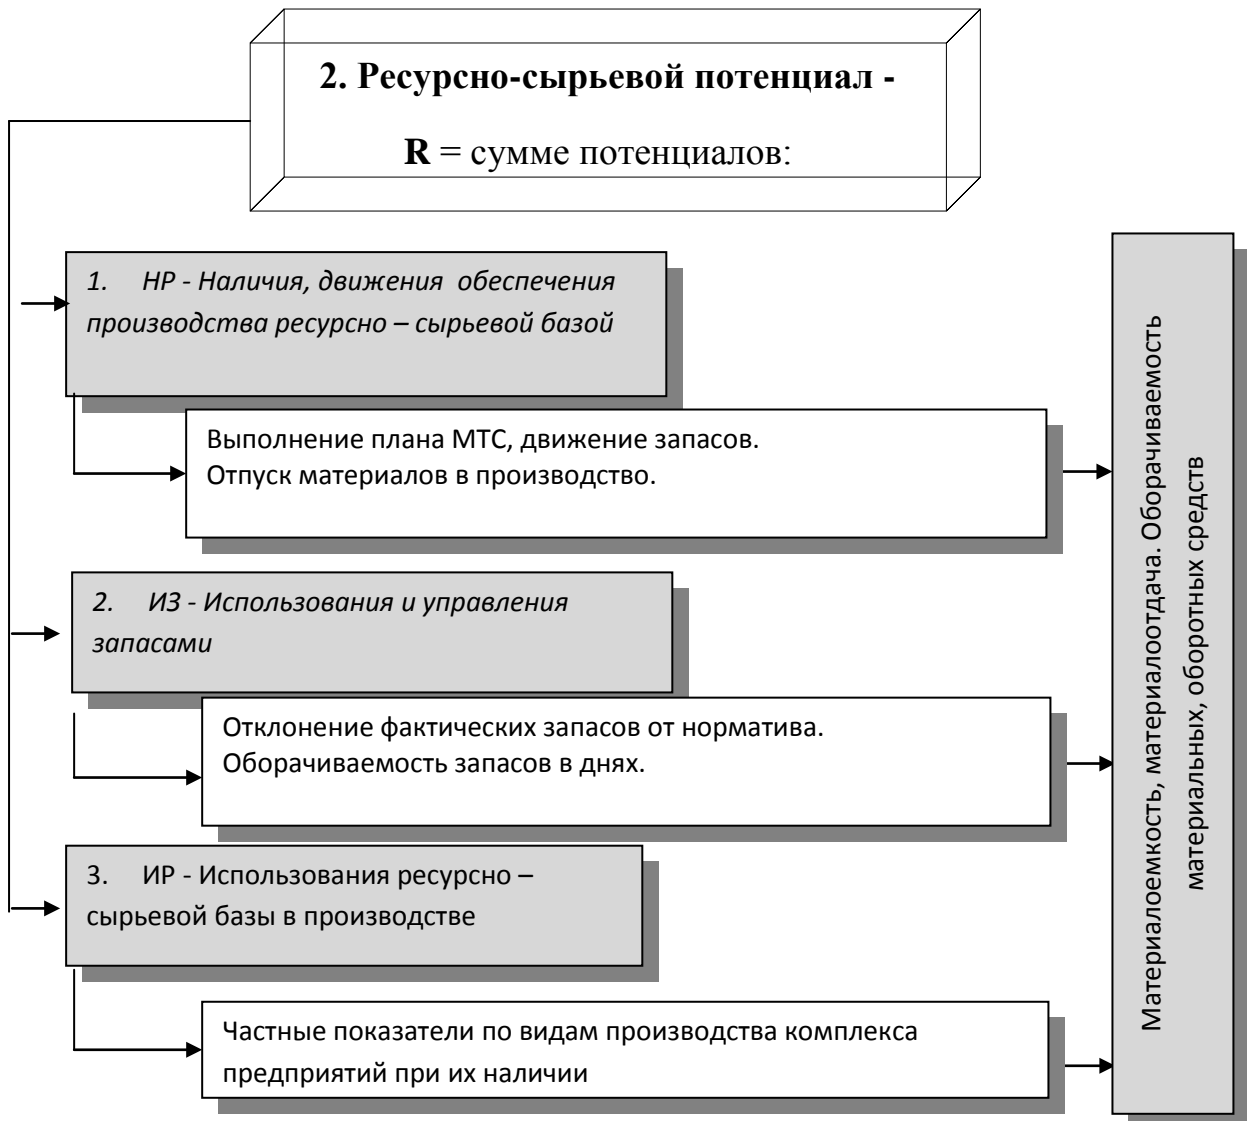 2. Ресурсно-сырьевой потенциал -
R = сумме потенциалов:
1. НР - Наличия, движения обеспечения
производства ресурсно – сырьевой базой
Выполнение плана МТС, движение запасов.
Отпуск материалов в производство.
2. ИЗ - Использования и управления
запасами
Отклонение фактических запасов от норматива.
Оборачиваемость запасов в днях.
3. ИР - Использования ресурсно –
сырьевой базы в производстве
Частные показатели по видам производства комплекса
предприятий при их наличии
Материалоемкость, материалоотдача. Оборачиваемость
материальных, оборотных средств